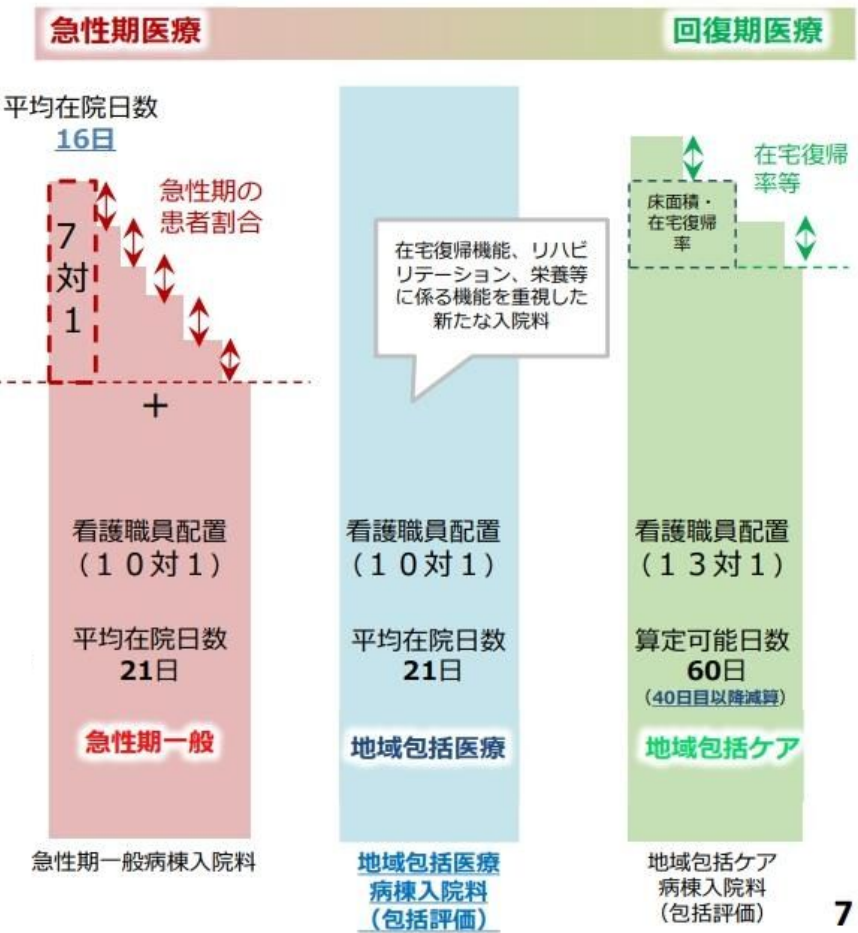 急性期医療
回復期医療
平均在院日数
16日
急性期の
患者割合
7
対
1
+
看護職員配置
(10対1)
平均在院日数
21日
急性期一般
急性期一般病棟入院料
在宅復帰機能、リハビ
リテーション、栄養等
に係る機能を重視した
新たな入院料
看護職員配置
(10対1)
平均在院日数
21日
地域包括医療
地域包括医療
病棟入院料
(包括評価)
在宅復帰
率等
床面積・
在宅復帰
率
看護職員配置
(13対1)
算定可能日数
60日
(40日目以降減算)
地域包括ケア
地域包括ケア
病棟入院料
(包括評価)
7